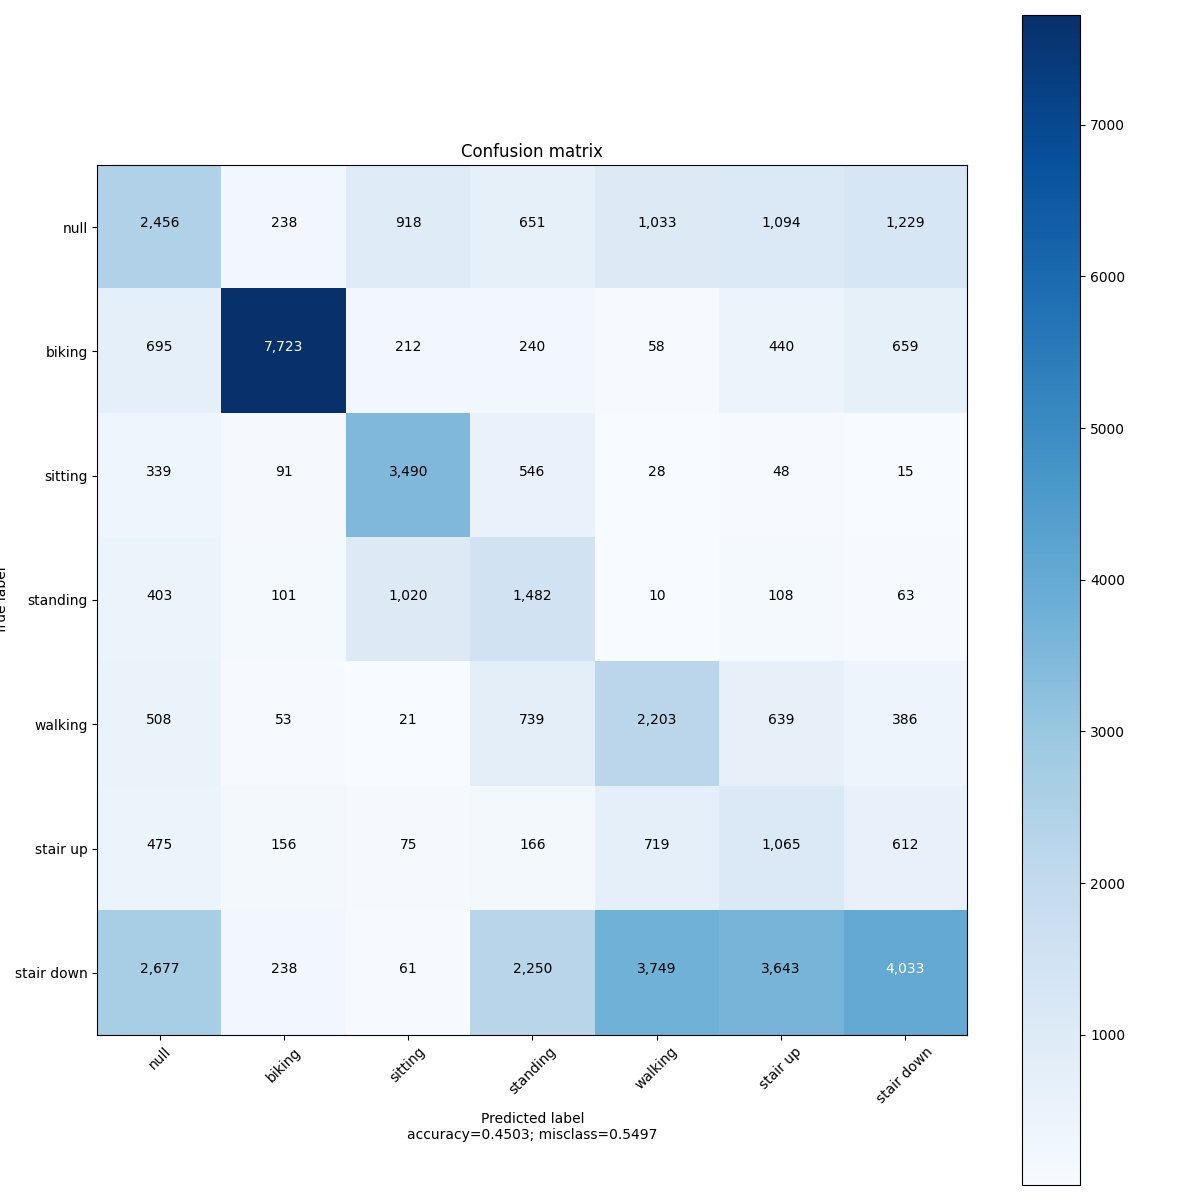 Confusion matrix
null 2,456 238 918 651 1,033 1,094 1,229
biking 695 7,723 212 240 58 440 659
sitting 339 91 3,490 546 28 48 15
standing 403 101 1,020 1,482 10 108 63
walking 508 53 21 739 2,203 639 386
stair up 475 156 75 166 719 1,065 612
stair down 2,677 238 61 2,250 3,749 3,643 4,033
null biking sitting standing walking stair up stair down
Predicted label
accuracy=0.4503; misclass=0.5497
7000
6000
5000
4000
3000
2000
1000